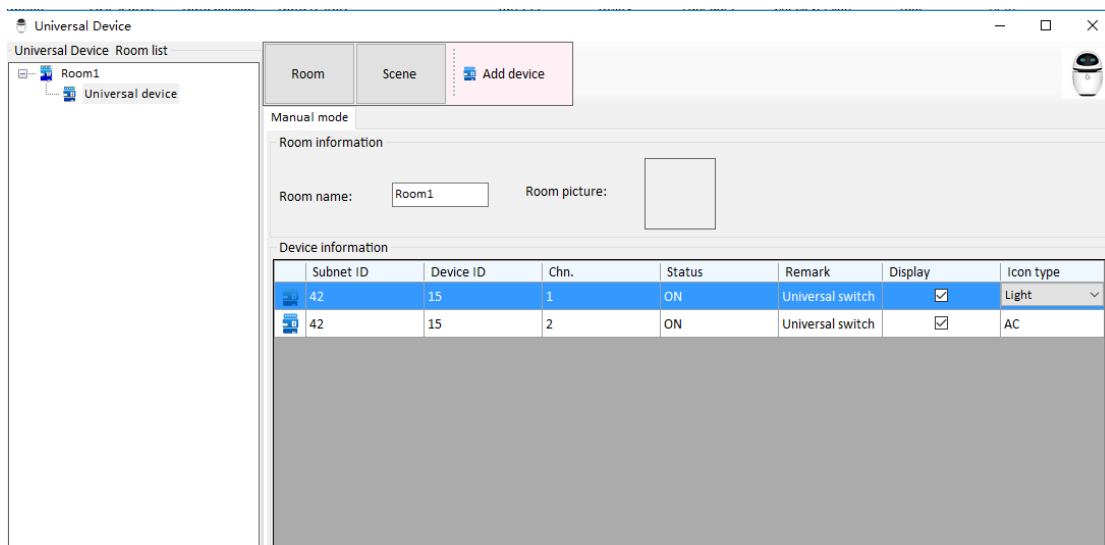 Universal Device
Universal Device Room list
Room1
Universal device
Room Scene Add device
Manual mode
Room information
Room name: Room1 Room picture:
Device information
Subnet ID Device ID Chn. Status Remark Display Icon type
42 15 1 ON Universal switch Light
42 15 2 ON Universal switch AC